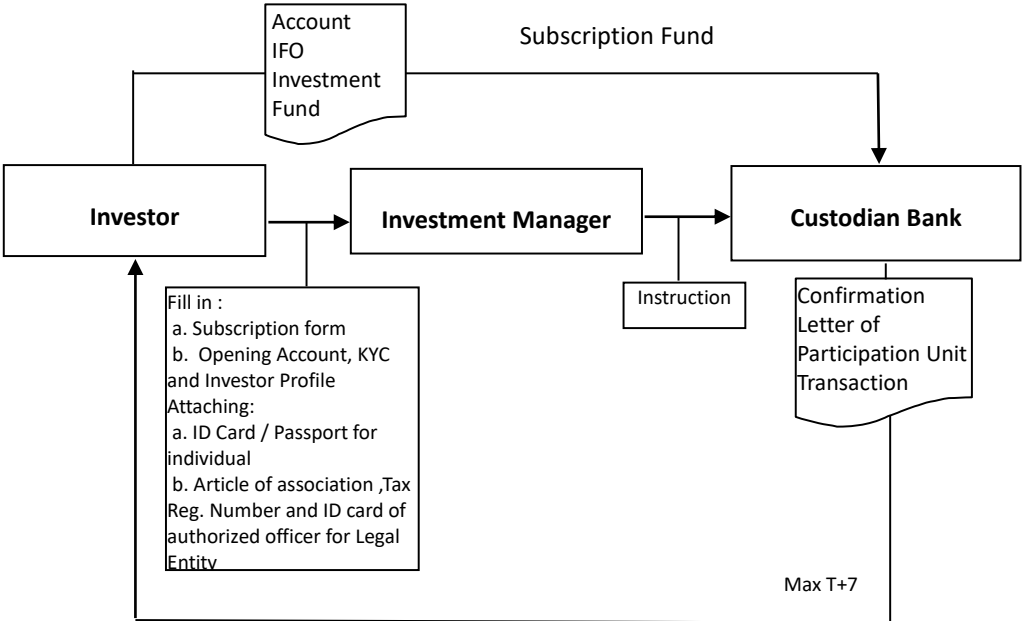 Account
IFO
Investment
Fund
Subscription Fund
Investor
Investment Manager
Custodian Bank
Fill in :
a. Subscription form
b. Opening Account, KYC
and Investor Profile
Attaching:
a. ID Card / Passport for
individual
b. Article of association ,Tax
Reg. Number and ID card of
authorized officer for Legal
Entity
Instruction
Confirmation
Letter of
Participation Unit
Transaction
Max T+7